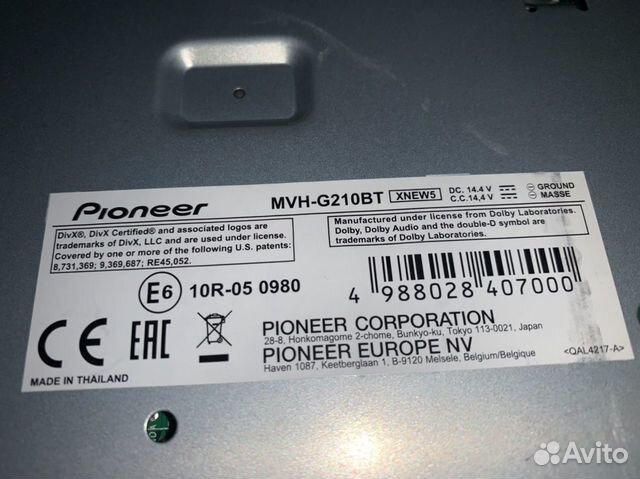 Pioneer
MVH-G210BT XNEW5
DC. 14.4 V
C.C.14,4 V
GROUND
MASSE
DivX®, DivX Certified® and associated logos are
trademarks of DivX, LLC and are used under license.
Covered by one or more of the following U.S. patents:
8,731,369; 9,369,687; RE45,052.
Manufactured under license from Dolby Laboratories.
Dolby, Dolby Audio and the double-D symbol are
trademarks of Dolby Laboratories.
E6 10R-05 0980
4 988028 407000
CE EAC
PIONEER CORPORATION
28-8, Honkomagome 2-chome, Bunkyo-ku, Tokyo 113-0021, Japan
PIONEER EUROPE NV
Haven 1087, Keetberglaan 1, B-9120 Melsele, Belgium/Belgique
<QAL4217-A>
MADE IN THAILAND
Avito